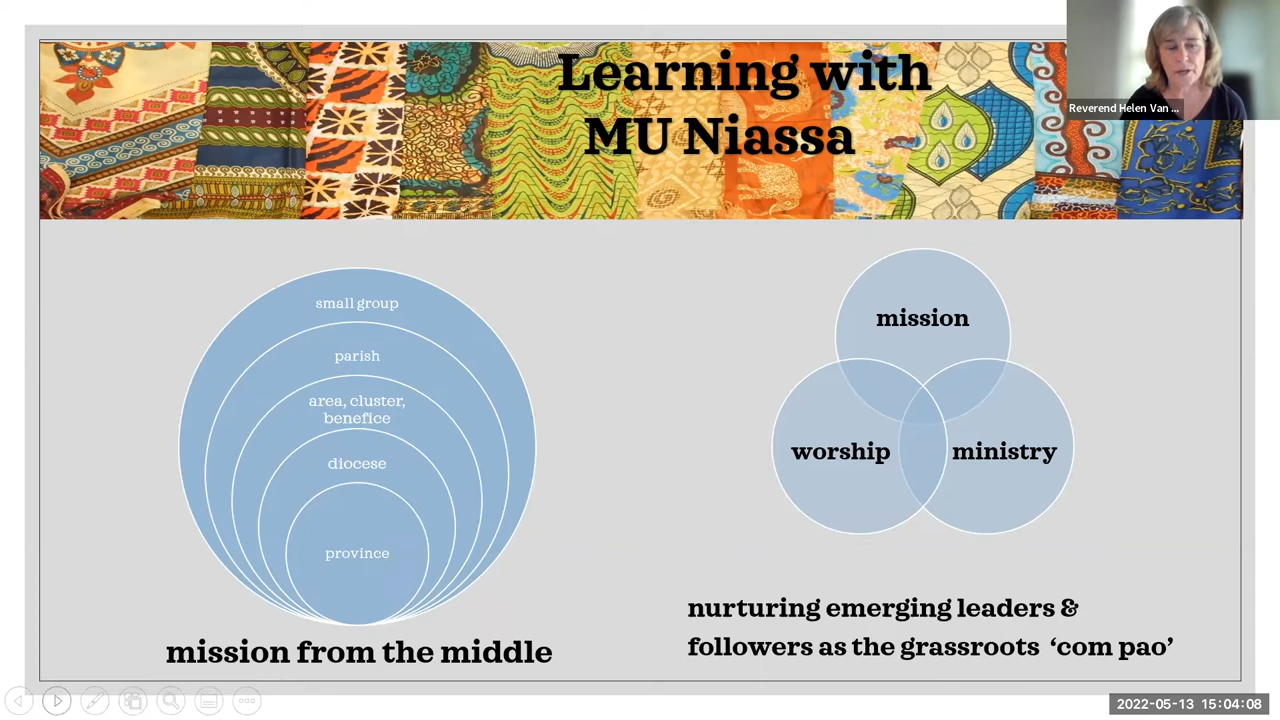 Learning with
MU Niassa
Reverend Helen Van ...
small group
parish
area, cluster,
benefice
diocese
province
mission from the middle
mission
worship
ministry
nurturing emerging leaders &
followers as the grassroots ‘com pao’
2022-05-13 15:04:08